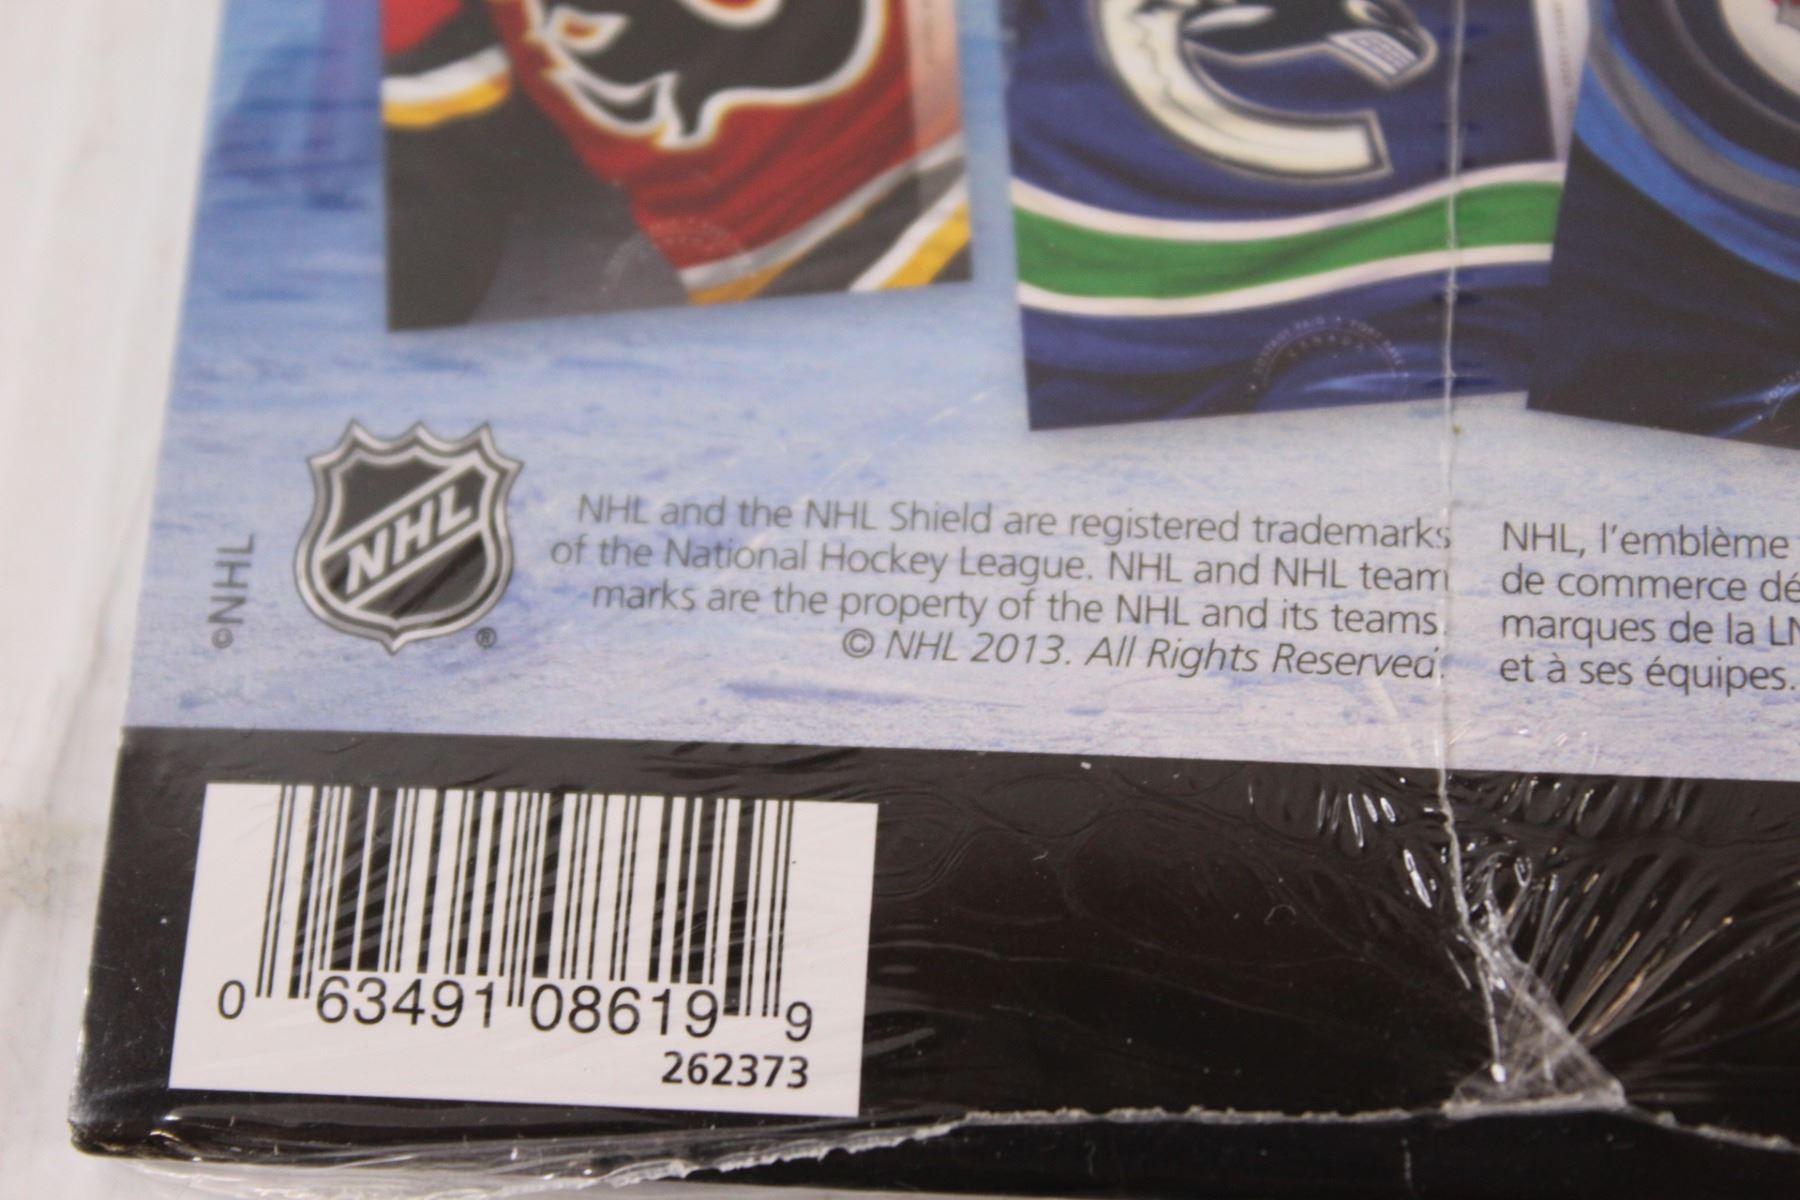 ©NHL
NHL
®
NHL and the NHL Shield are registered trademarks
of the National Hockey League. NHL and NHL team
marks are the property of the NHL and its teams.
© NHL 2013. All Rights Reserved.
NHL, l'emblème
de commerce dé
marques de la LN
et à ses équipes.
0 63491 08619 9
262373